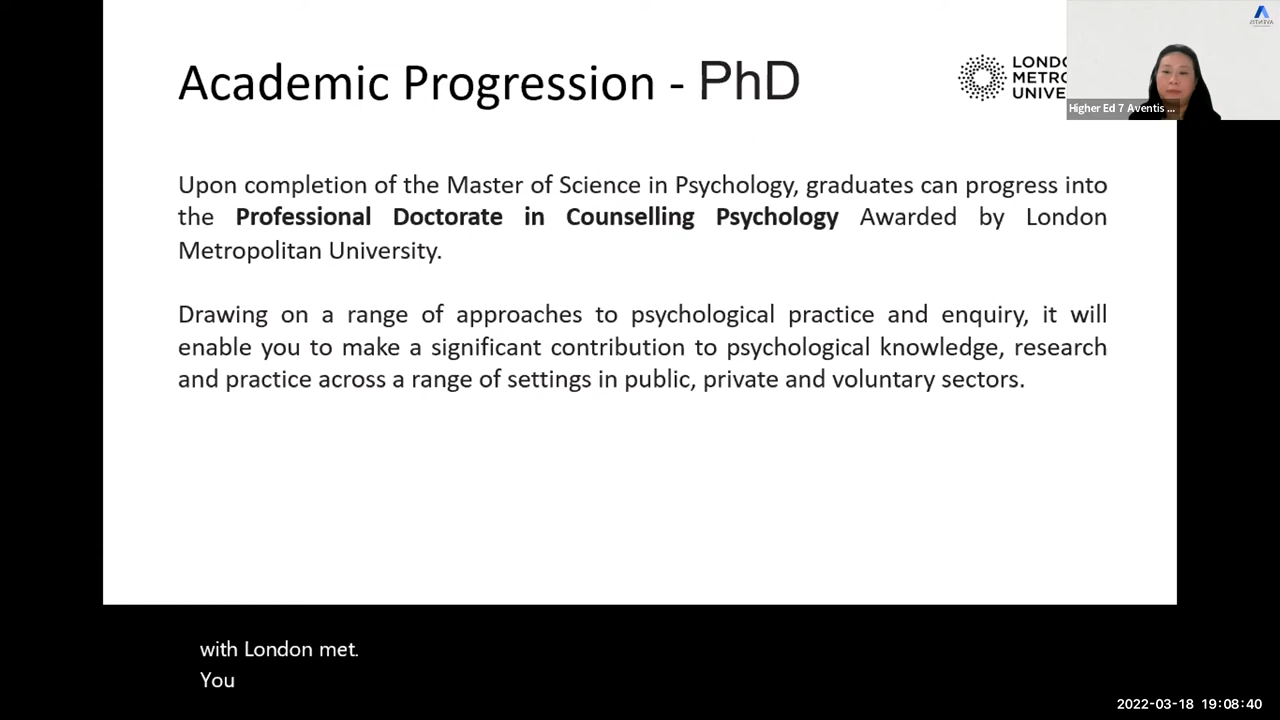 Academic Progression - PhD
LONDO
METRO
UNIVE
Higher Ed 7 Aventis ...
Upon completion of the Master of Science in Psychology, graduates can progress into
the Professional Doctorate in Counselling Psychology Awarded by London
Metropolitan University.
Drawing on a range of approaches to psychological practice and enquiry, it will
enable you to make a significant contribution to psychological knowledge, research
and practice across a range of settings in public, private and voluntary sectors.
with London met.
You
2022-03-18 19:08:40